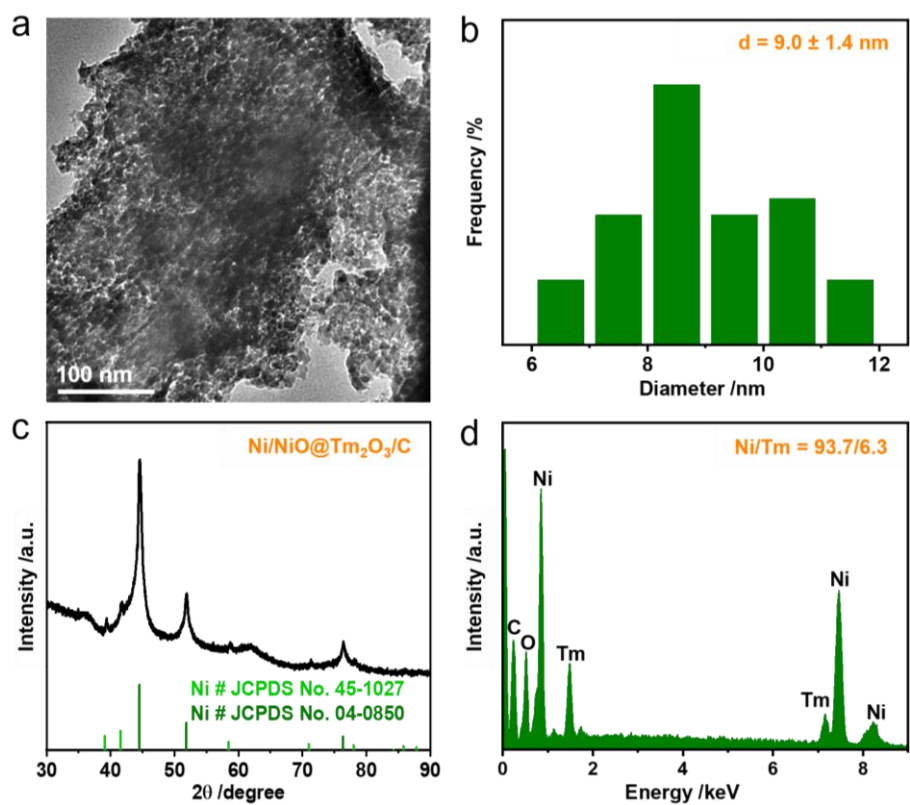 a
100 nm
b
d = 9.0 ± 1.4 nm
Frequency /%
6
8
10
12
Diameter /nm
c
Ni/NiO@Tm₂O₃/C
Intensity /a.u.
Ni # JCPDS No. 45-1027
Ni # JCPDS No. 04-0850
30
40
50
60
70
80
90
2θ /degree
d
Ni/Tm = 93.7/6.3
Intensity /a.u.
C
O
Ni
Tm
Tm
Ni
Ni
0
2
4
6
8
Energy /keV